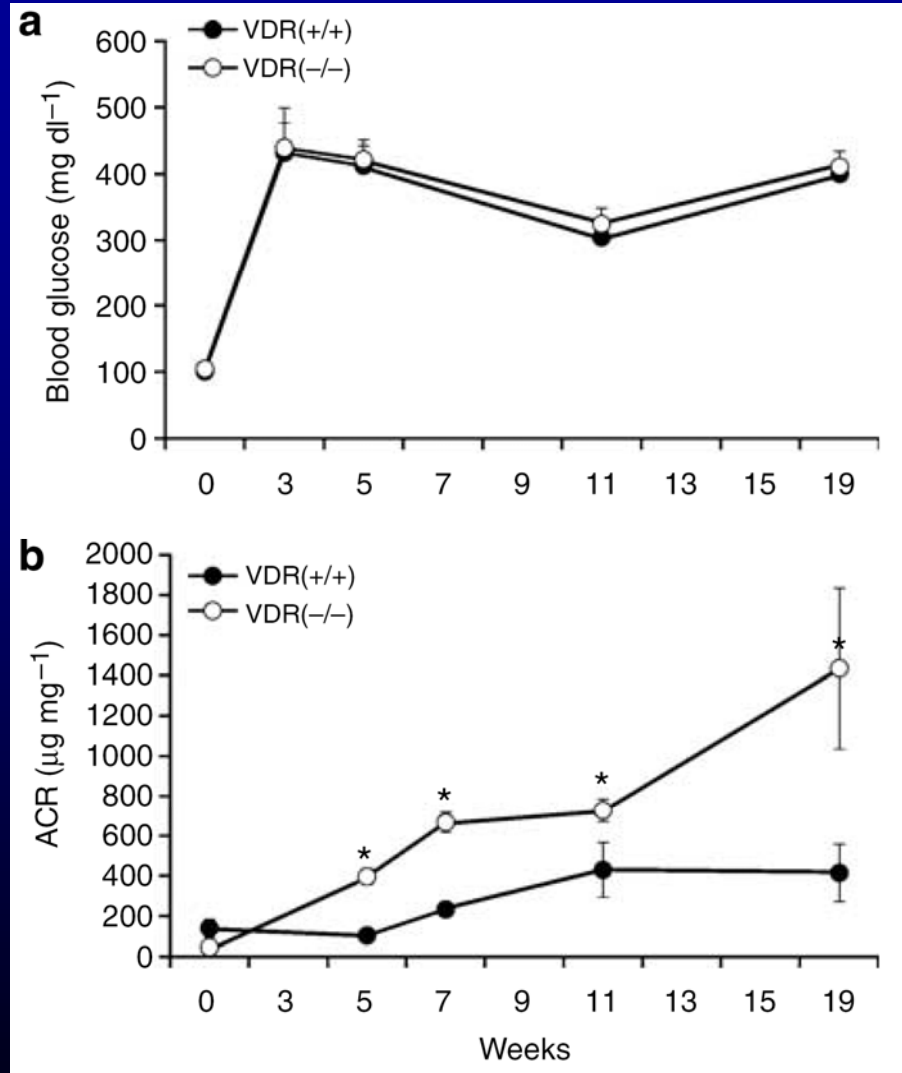 a
VDR(+/+)
VDR(−/−)
Blood glucose (mg dl−1)
600
500
400
300
200
100
0
0 3 5 7 9 11 13 15 19
b
VDR(+/+)
VDR(−/−)
ACR (μg mg−1)
2000
1800
1600
1400
1200
1000
800
600
400
200
0
*
*
*
*
0 3 5 7 9 11 13 15 19
Weeks